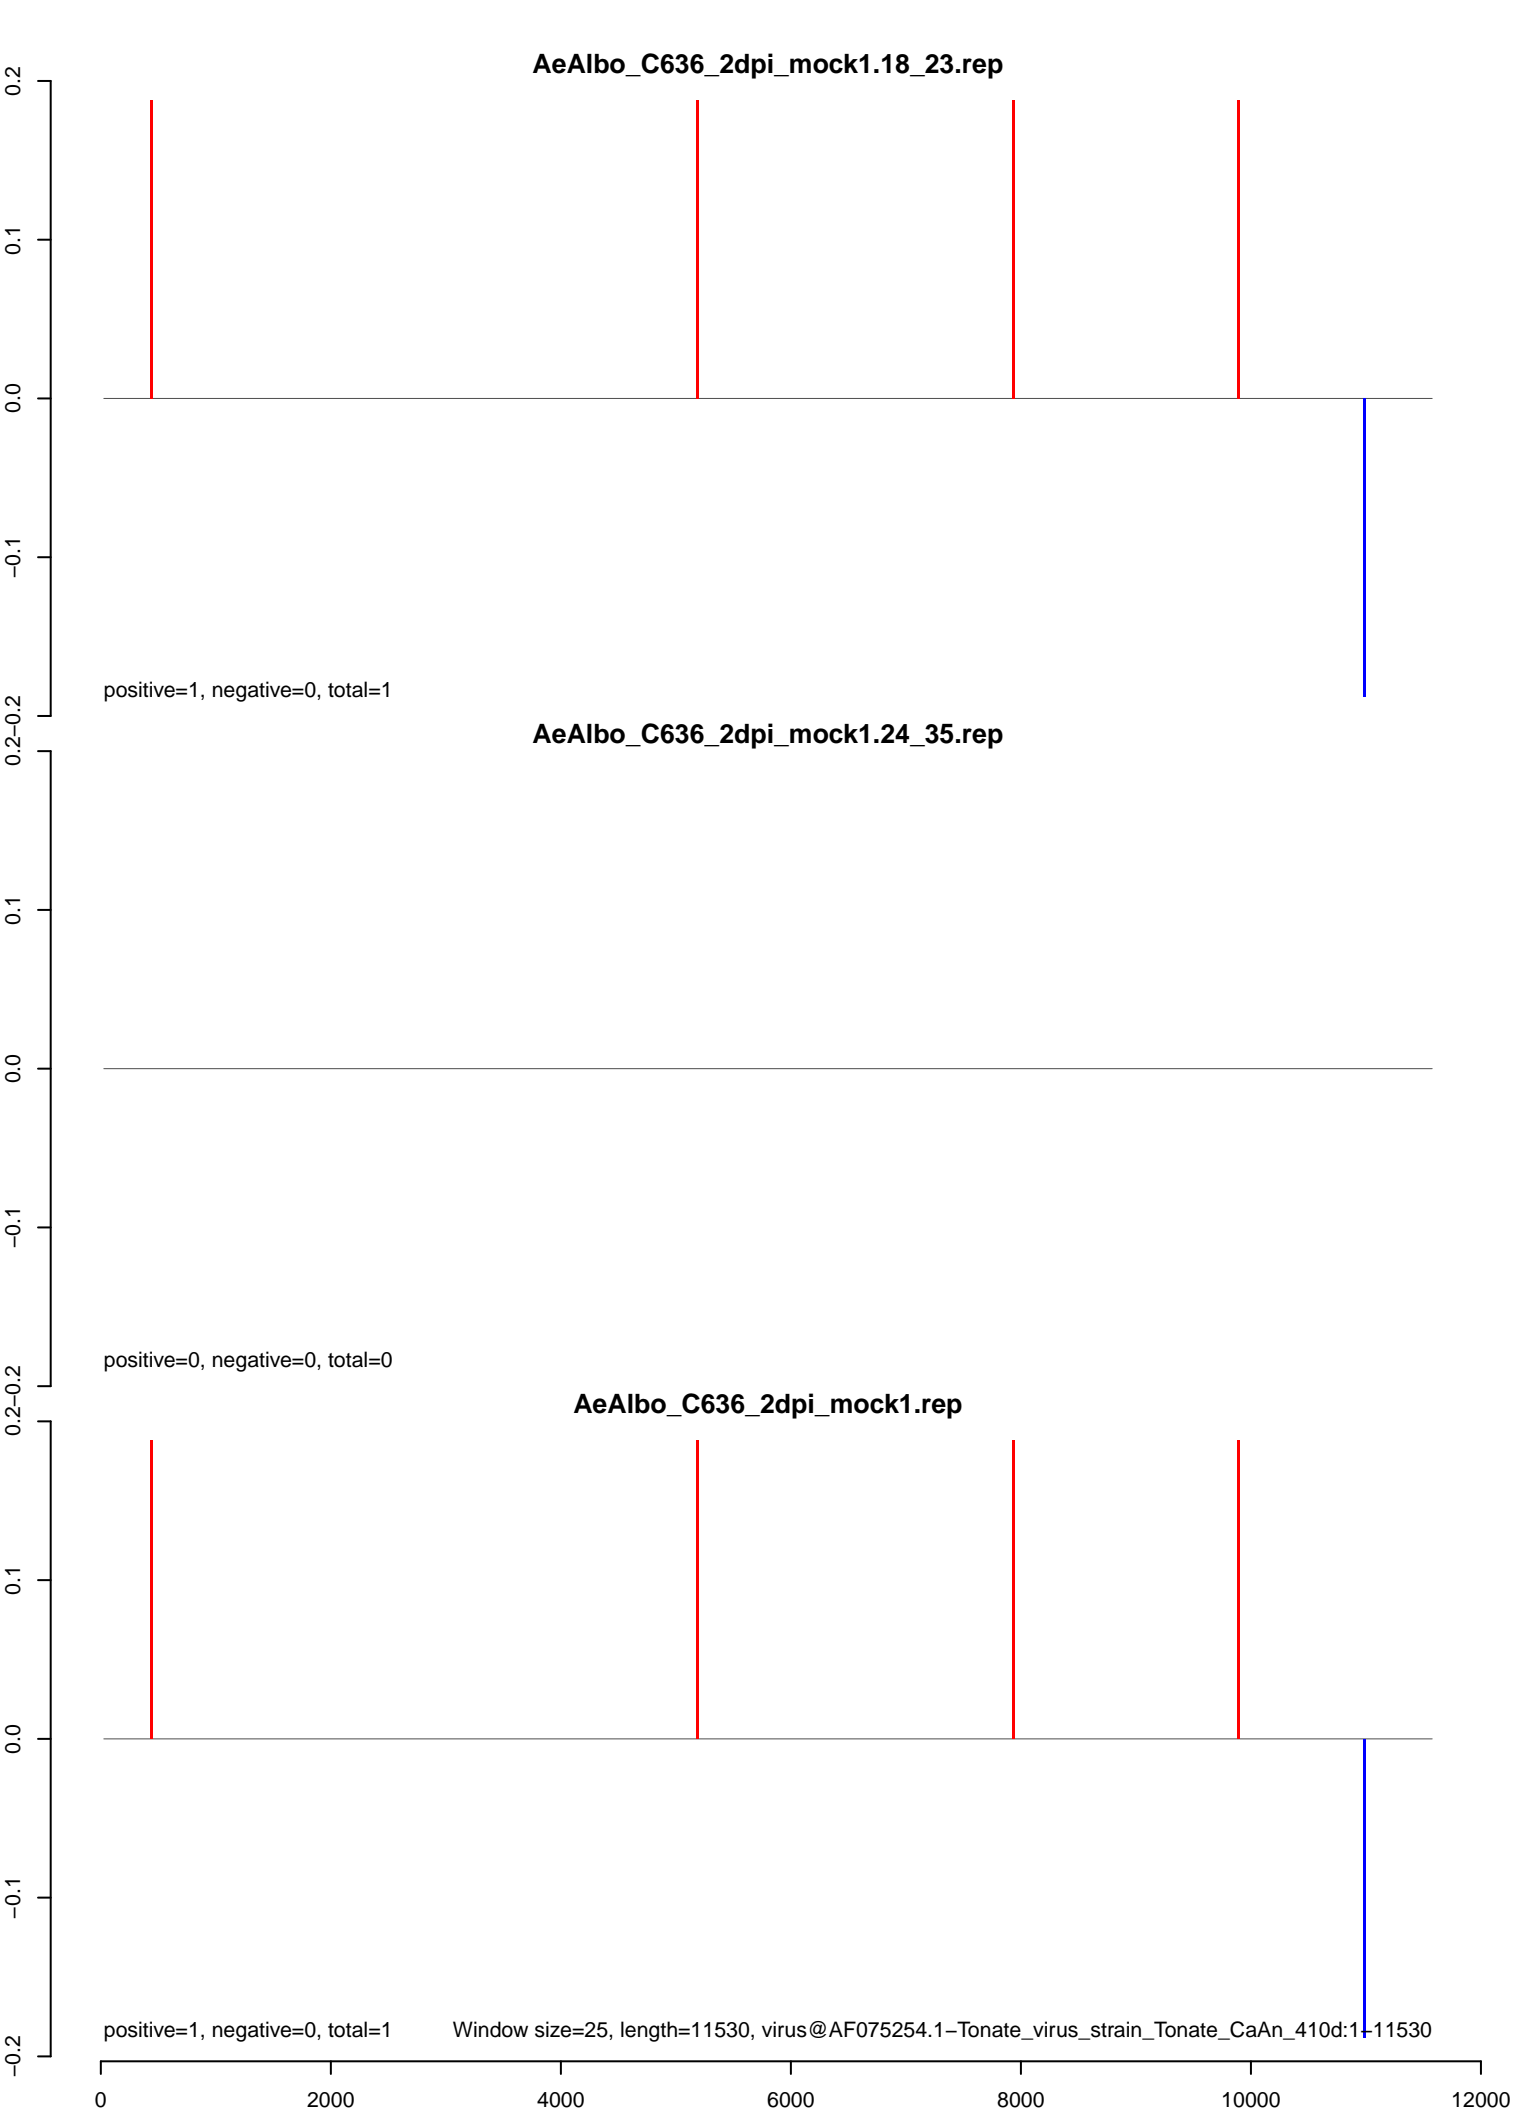 AeAlbo_C636_2dpi_mock1.18_23.rep
0.2
0.1
0.0
−0.1
−0.2
positive=1, negative=0, total=1
AeAlbo_C636_2dpi_mock1.24_35.rep
0.2
0.1
0.0
−0.1
−0.2
positive=0, negative=0, total=0
AeAlbo_C636_2dpi_mock1.rep
0.2
0.1
0.0
−0.1
−0.2
positive=1, negative=0, total=1 Window size=25, length=11530, virus@AF075254.1−Tonate_virus_strain_Tonate_CaAn_410d:1−11530
0 2000 4000 6000 8000 10000 12000